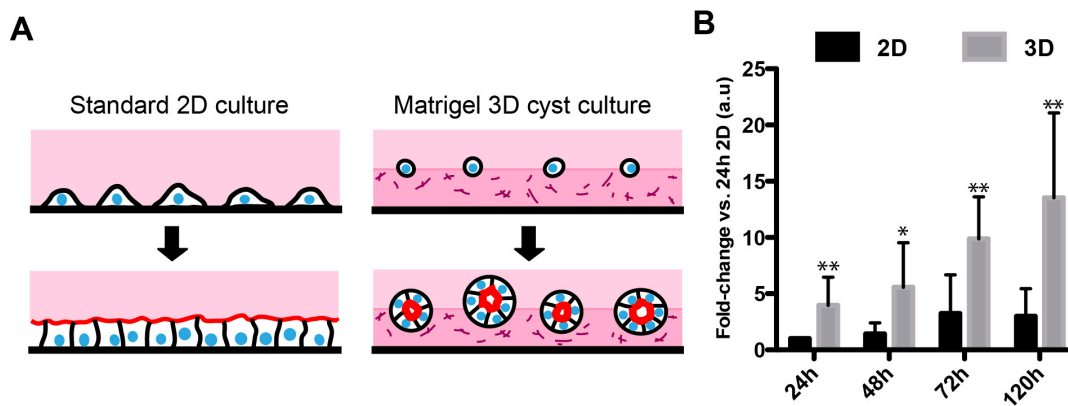 A
Standard 2D culture
Matrigel 3D cyst culture
B
2D
3D
Fold-change vs. 24h 2D (a.u)
25
20
15
10
5
0
**
*
**
**
24h
48h
72h
120h